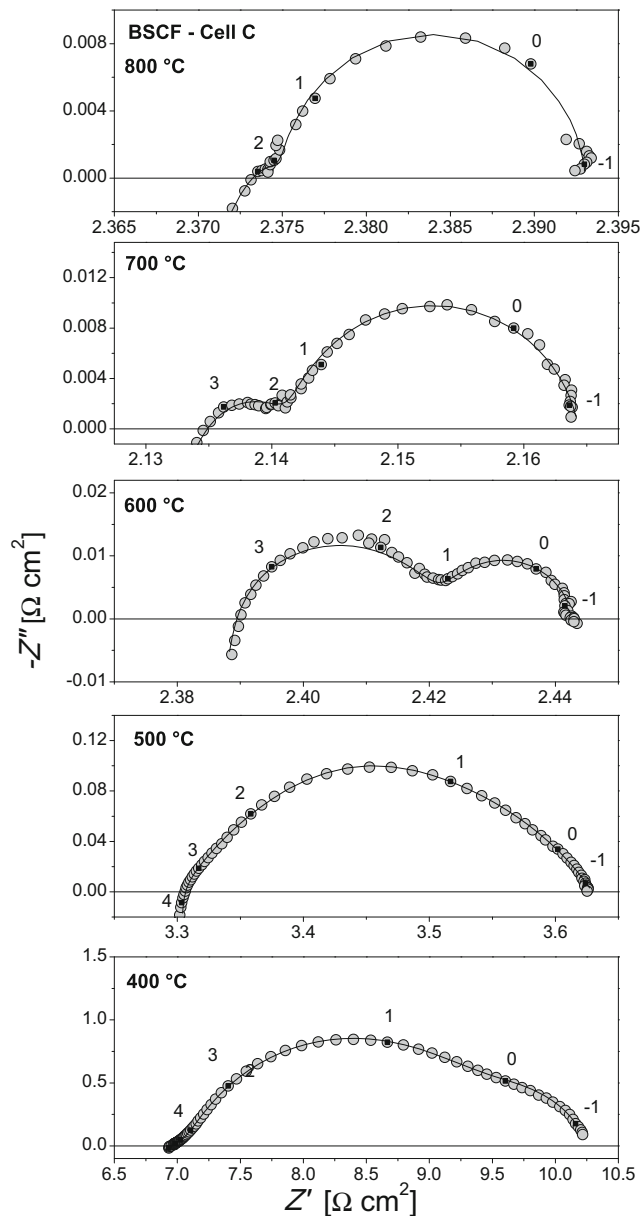 BSCF - Cell C
800 °C
0.008
0.004
0.000
2 1 0 -1
2.365 2.370 2.375 2.380 2.385 2.390 2.395
700 °C
0.012
0.008
0.004
0.000
3 2 1 0 -1
2.13 2.14 2.15 2.16
600 °C
0.02
0.01
0.00
-0.01
3 2 1 0 -1
2.38 2.40 2.42 2.44
-Z″ [Ω cm²]
500 °C
0.12
0.08
0.04
0.00
4 3 2 1 0 -1
3.3 3.4 3.5 3.6
400 °C
1.5
1.0
0.5
0.0
4 3 2 1 0 -1
6.5 7.0 7.5 8.0 8.5 9.0 9.5 10.0 10.5
Z′ [Ω cm²]